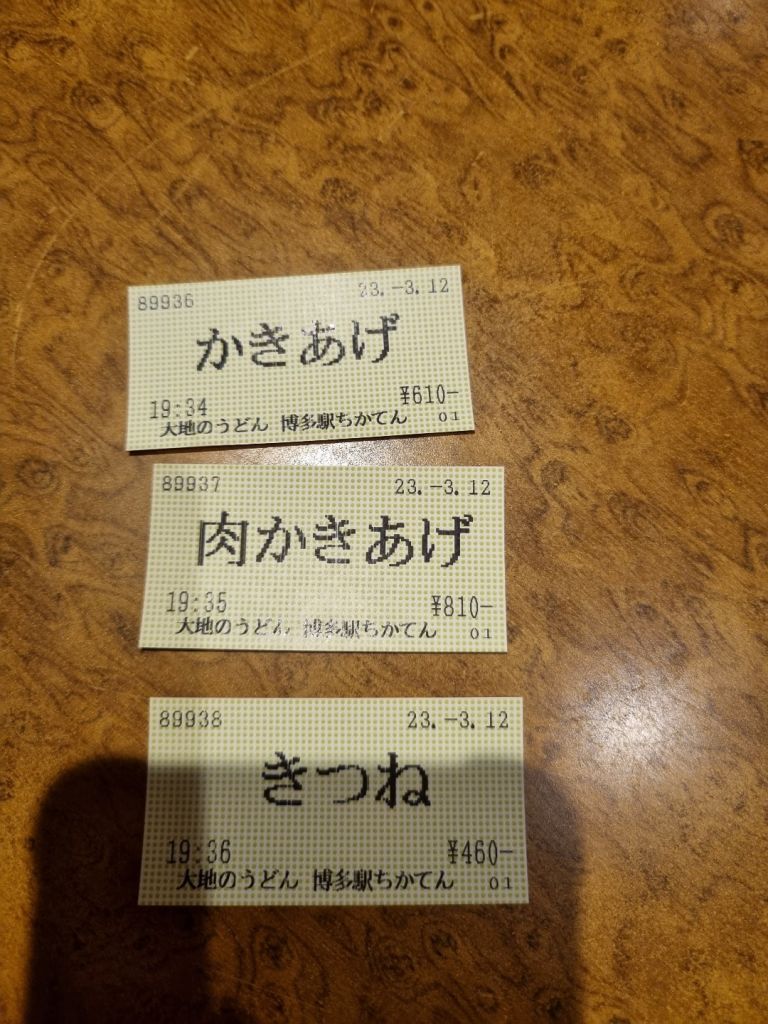 89936 23.-3.12
かきあげ
19:34 ¥610-
大地のうどん 博多駅ちかてん 01
89937 23.-3.12
肉かきあげ
19:35 ¥810-
大地のうどん 博多駅ちかてん 01
89938 23.-3.12
きつね
19:36 ¥460-
大地のうどん 博多駅ちかてん 01